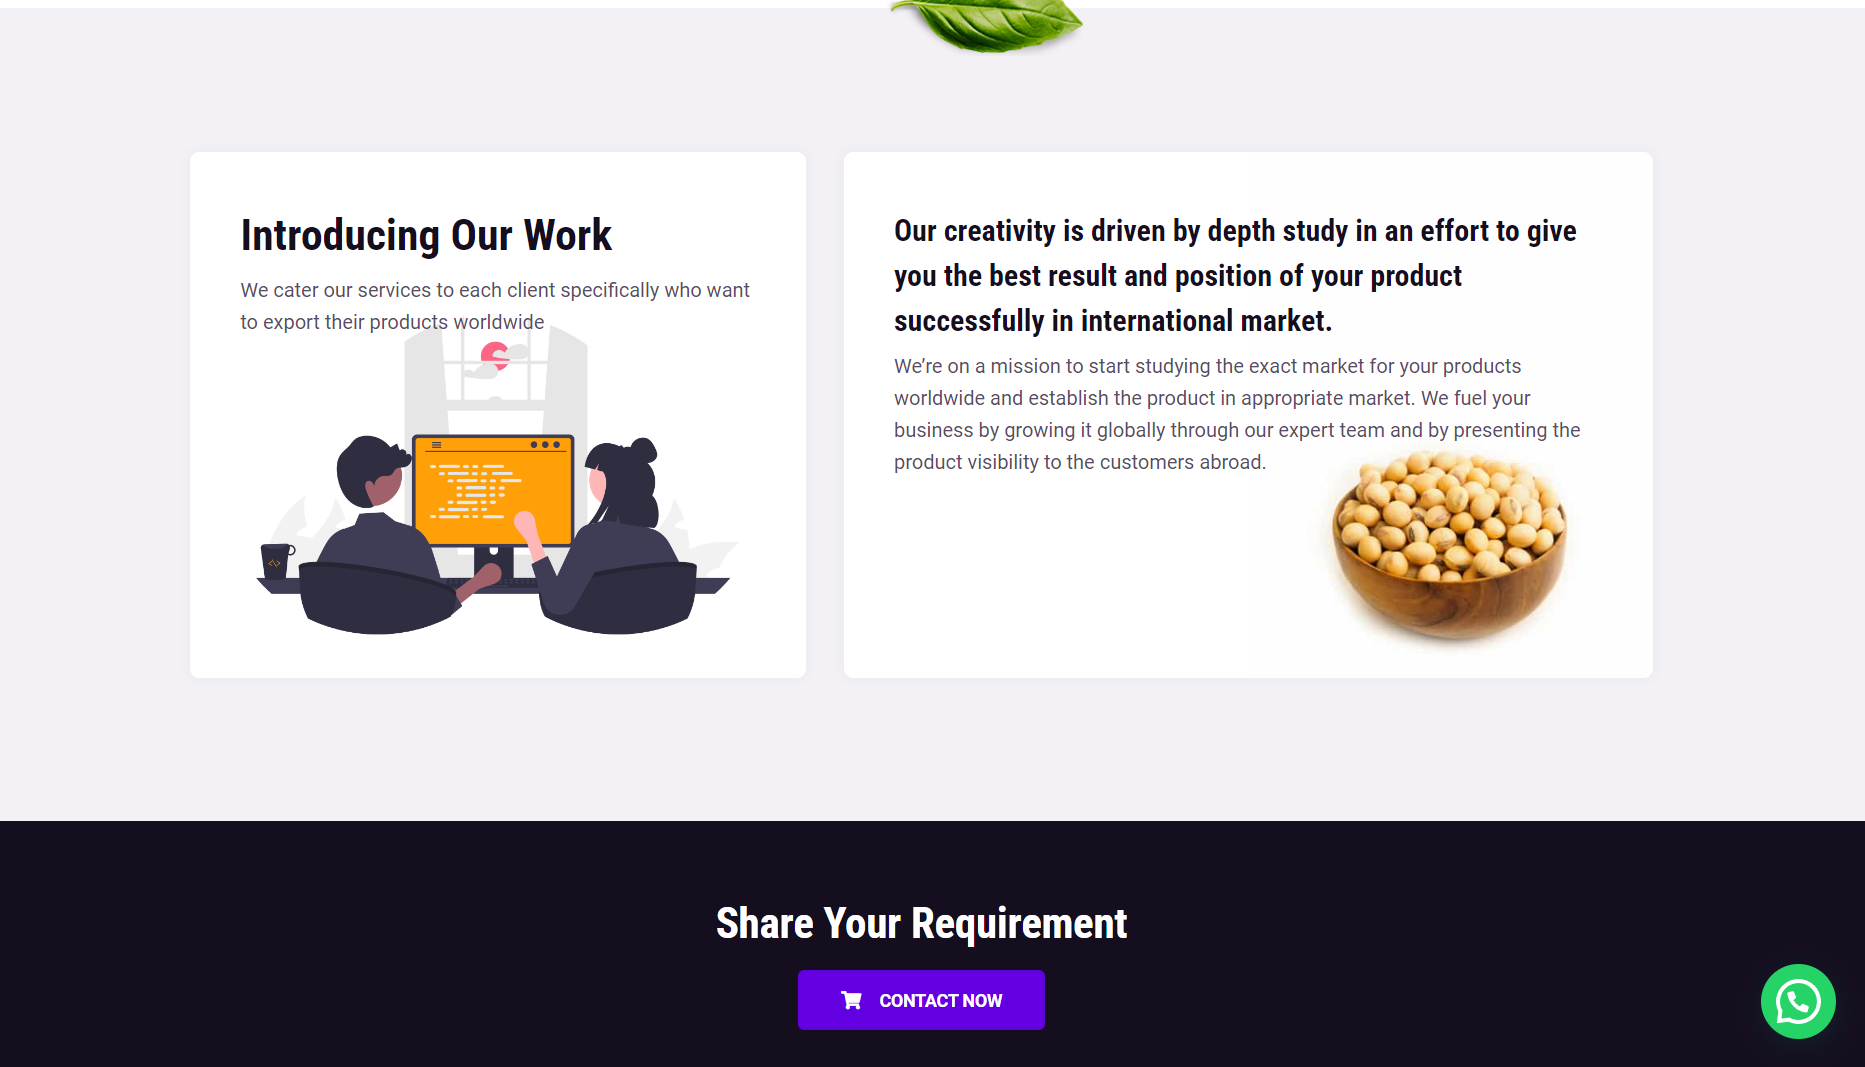 Introducing Our Work
We cater our services to each client specifically who want
to export their products worldwide
Our creativity is driven by depth study in an effort to give
you the best result and position of your product
successfully in international market.
We’re on a mission to start studying the exact market for your products
worldwide and establish the product in appropriate market. We fuel your
business by growing it globally through our expert team and by presenting the
product visibility to the customers abroad.
Share Your Requirement
CONTACT NOW